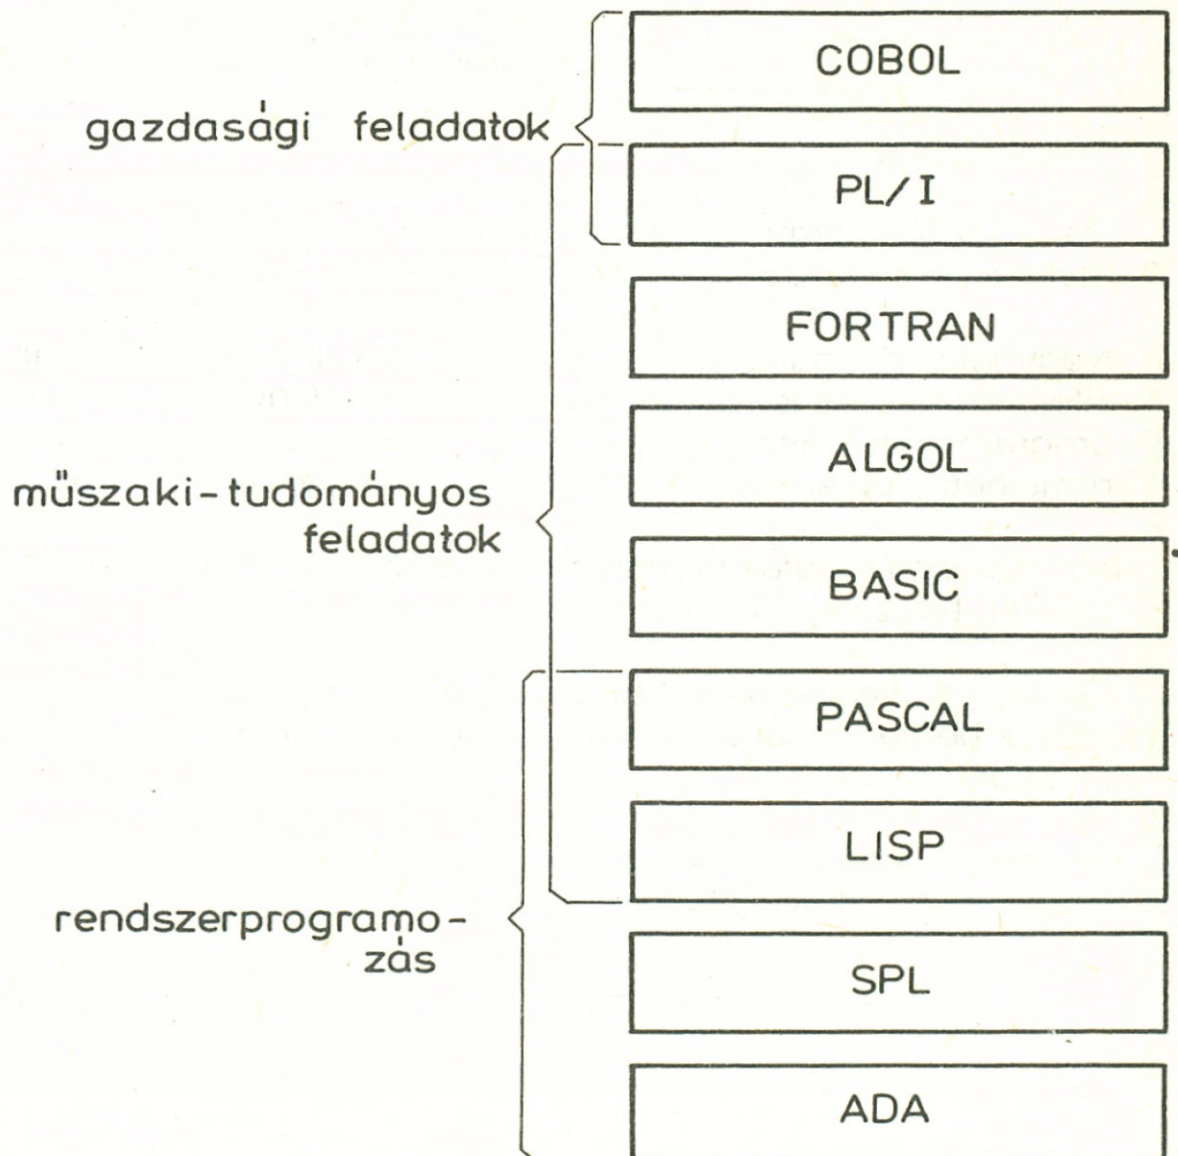 COBOL
gazdasági feladatok
PL/I
FORTRAN
ALGOL
műszaki-tudományos
feladatok
BASIC
PASCAL
LISP
rendszerprogramo-
zás
SPL
ADA